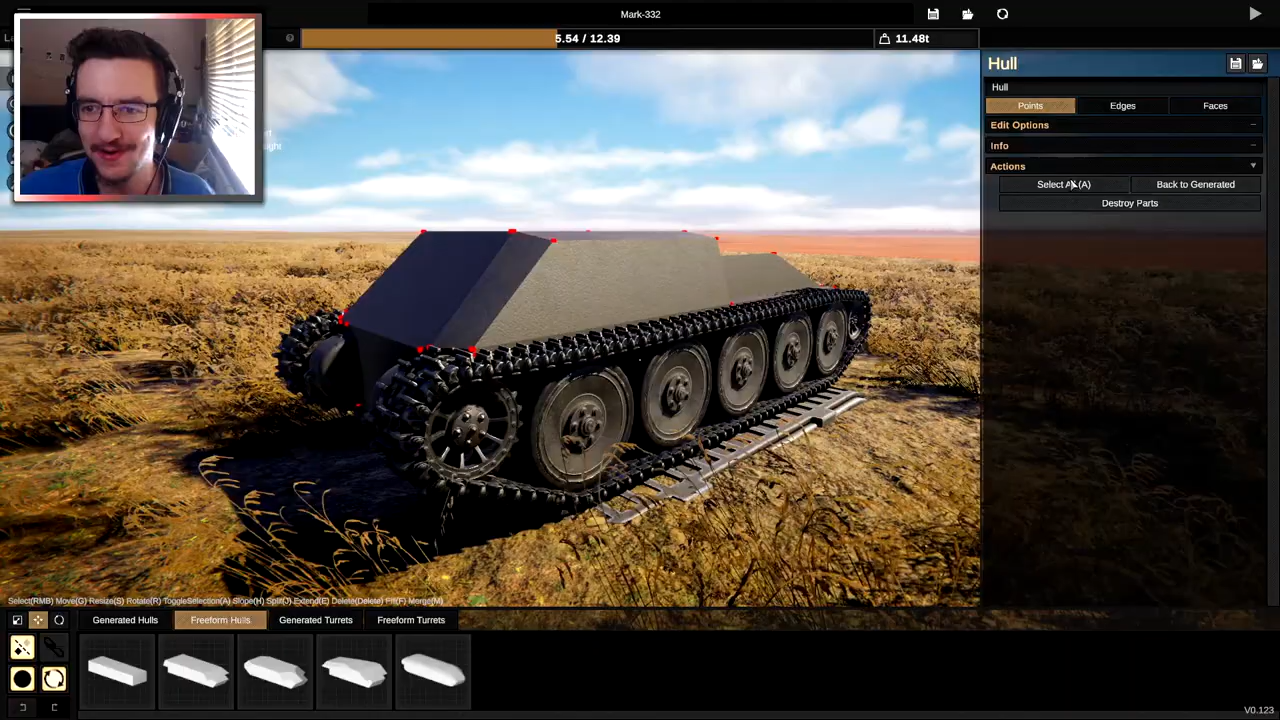 Mark-332
5.54 / 12.39
11.48t
Hull
Hull
Points Edges Faces
Edit Options
Info
Actions
Back to Generated
Destroy Parts
Select(RMB) Move(G) Resize(S) Rotate(R) ToggleSelection(A) Slope(H) Split(J) Extend(E) Delete(Delete) Fill(F) Merge(M)
Generated Hulls Freeform Hulls Generated Turrets Freeform Turrets
V0.123